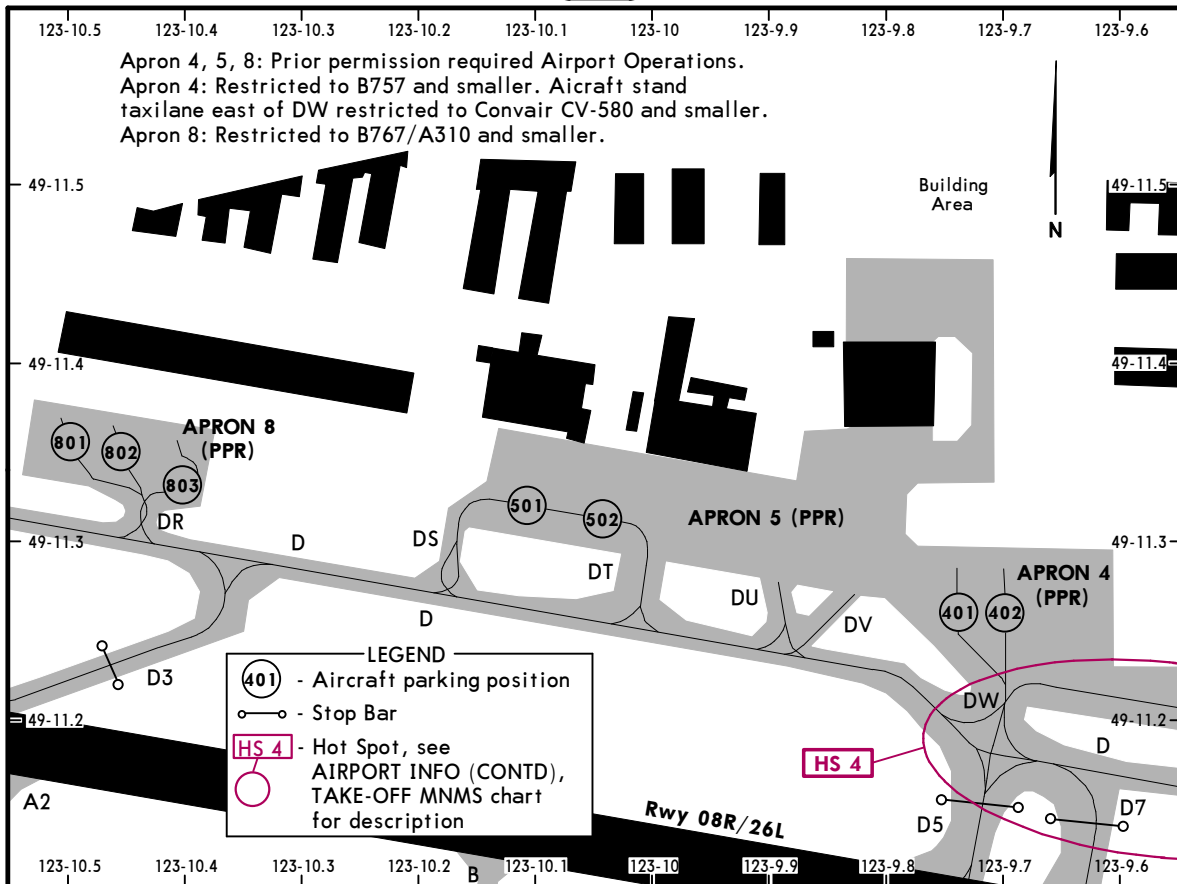 123-10.5 123-10.4 123-10.3 123-10.2 123-10.1 123-10 123-9.9 123-9.8 123-9.7 123-9.6
Apron 4, 5, 8: Prior permission required Airport Operations.
Apron 4: Restricted to B757 and smaller. Aicraft stand
taxilane east of DW restricted to Convair CV-580 and smaller.
Apron 8: Restricted to B767/A310 and smaller.
49-11.5
Building
Area
49-11.5
N
49-11.4
49-11.4
APRON 8
(PPR)
801
802
803
DR
501
502
APRON 5 (PPR)
49-11.3
D
DS
DT
49-11.3
APRON 4
(PPR)
401
402
DU
DV
D
D3
LEGEND
401 - Aircraft parking position
- Stop Bar
HS 4 - Hot Spot, see
AIRPORT INFO (CONTD),
TAKE-OFF MNMS chart
for description
49-11.2
DW
49-11.2
D
HS 4
A2
Rwy 08R/26L
D5
D7
B
123-10.5 123-10.4 123-10.3 123-10.2 123-10.1 123-10 123-9.9 123-9.8 123-9.7 123-9.6